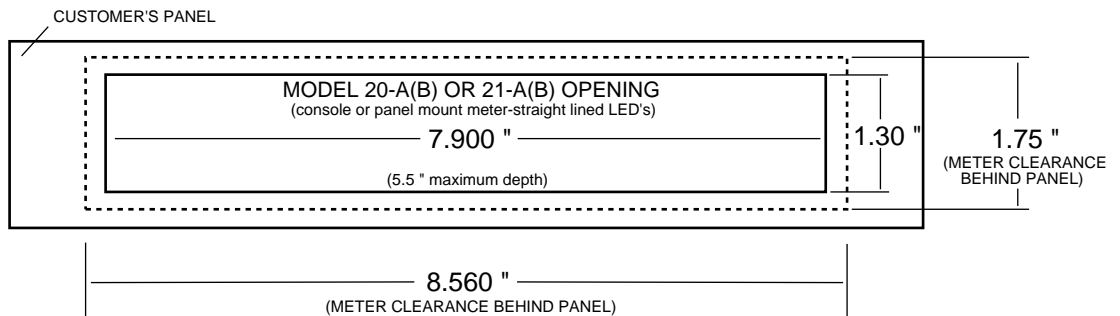 CUSTOMER'S PANEL
MODEL 20-A(B) OR 21-A(B) OPENING
(console or panel mount meter-straight lined LED's)
7.900 "
1.30 "
1.75 "
(METER CLEARANCE
BEHIND PANEL)
(5.5 " maximum depth)
8.560 "
(METER CLEARANCE BEHIND PANEL)